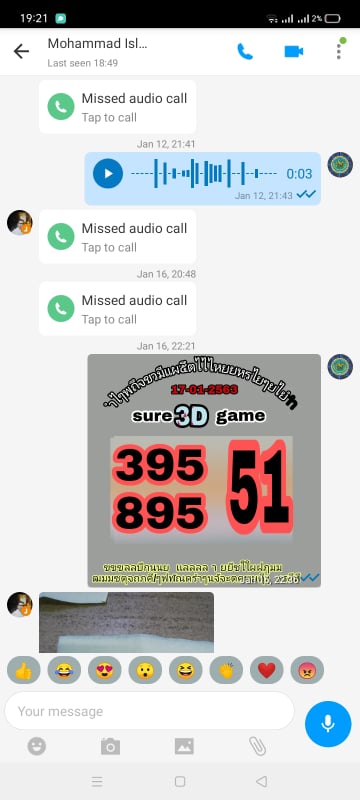 19:21
2%
Mohammad Isl...
Last seen 18:49
Missed audio call
Tap to call
Jan 12, 21:41
0:03
Jan 12, 21:43
Missed audio call
Tap to call
Jan 16, 20:48
Missed audio call
Tap to call
Jan 16, 22:21
17-01-2563
sure 3D game
395
895
51
Your message